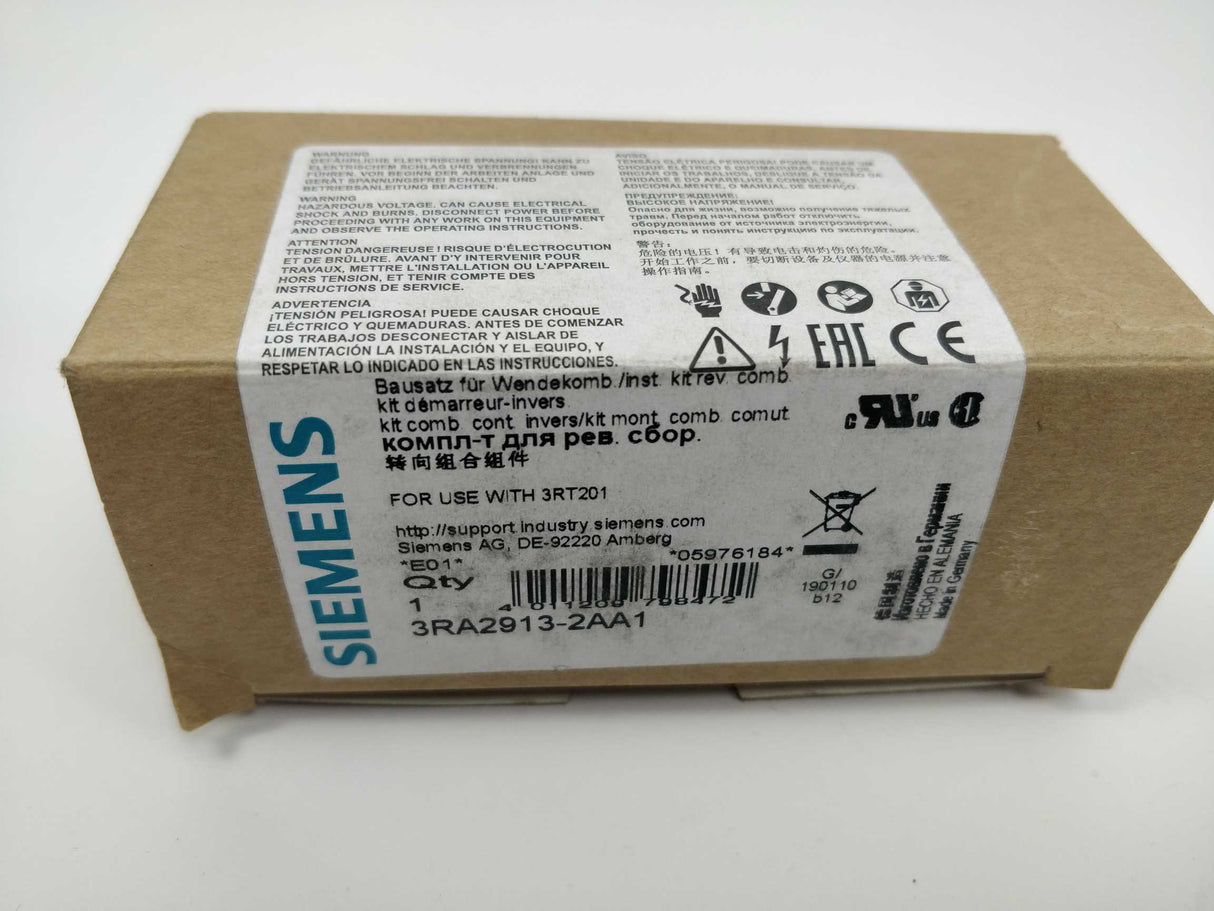 WARNUNG
GEFÄHRLICHE ELEKTRISCHE SPANNUNG! KANN ZU
ELEKTRISCHEM SCHLAG UND VERBRENNUNGEN
FÜHREN. VOR BEGINN DER ARBEITEN ANLAGE UND
GERÄT SPANNUNGSFREI SCHALTEN UND
BETRIEBSANLEITUNG BEACHTEN.
WARNING
HAZARDOUS VOLTAGE. CAN CAUSE ELECTRICAL
SHOCK AND BURNS. DISCONNECT POWER BEFORE
PROCEEDING WITH ANY WORK ON THIS EQUIPMENT
AND OBSERVE THE OPERATING INSTRUCTIONS.
ATTENTION
TENSION DANGEREUSE ! RISQUE D'ÉLECTROCUTION
ET DE BRÛLURE. AVANT D'Y INTERVENIR POUR
TRAVAUX, METTRE L'INSTALLATION OU L'APPAREIL
HORS TENSION, ET TENIR COMPTE DES
INSTRUCTIONS DE SERVICE.
ADVERTENCIA
¡TENSIÓN PELIGROSA! PUEDE CAUSAR CHOQUE
ELÉCTRICO Y QUEMADURAS. ANTES DE COMENZAR
LOS TRABAJOS DESCONECTAR Y AISLAR DE
ALIMENTACIÓN LA INSTALACIÓN Y EL EQUIPO, Y
RESPETAR LO INDICADO EN LAS INSTRUCCIONES.
AVISO
TENSÃO ELÉTRICA PERIGOSA! PODE CAUSAR UM
CHOQUE ELÉTRICO E QUEIMADURAS. ANTES DE
INICIAR OS TRABALHOS, DESLIGUE A TENSÃO DA
UNIDADE E DO APARELHO E CONSULTAR,
ADICIONALMENTE, O MANUAL DE SERVIÇO.
ПРЕДУПРЕЖДЕНИЕ:
ВЫСОКОЕ НАПРЯЖЕНИЕ!
Опасно для жизни, возможно получение тяжелых
травм. Перед началом работ отключить
оборудование от источника электроэнергии,
прочесть и понять инструкцию по эксплуатации.
警告:
危险的电压! 有导致电击和灼伤的危险。
开始工作之前, 要切断设备及仪器的电源并注意
操作指南。
EAC CE
SIEMENS
Bausatz für Wendekomb./inst. kit rev. comb.
kit démarreur-invers.
kit comb. cont. invers/kit mont. comb. comut.
компл-т для рев. сбор.
转向组合组件
c UR us
FOR USE WITH 3RT201
http://support.industry.siemens.com
Siemens AG, DE-92220 Amberg
*E01* *05976184*
Qty
1
4 011209 798472
3RA2913-2AA1
G/
190110
b12
德国制造
Изготовлено в Германии
HECHO EN ALEMANIA
Made in Germany